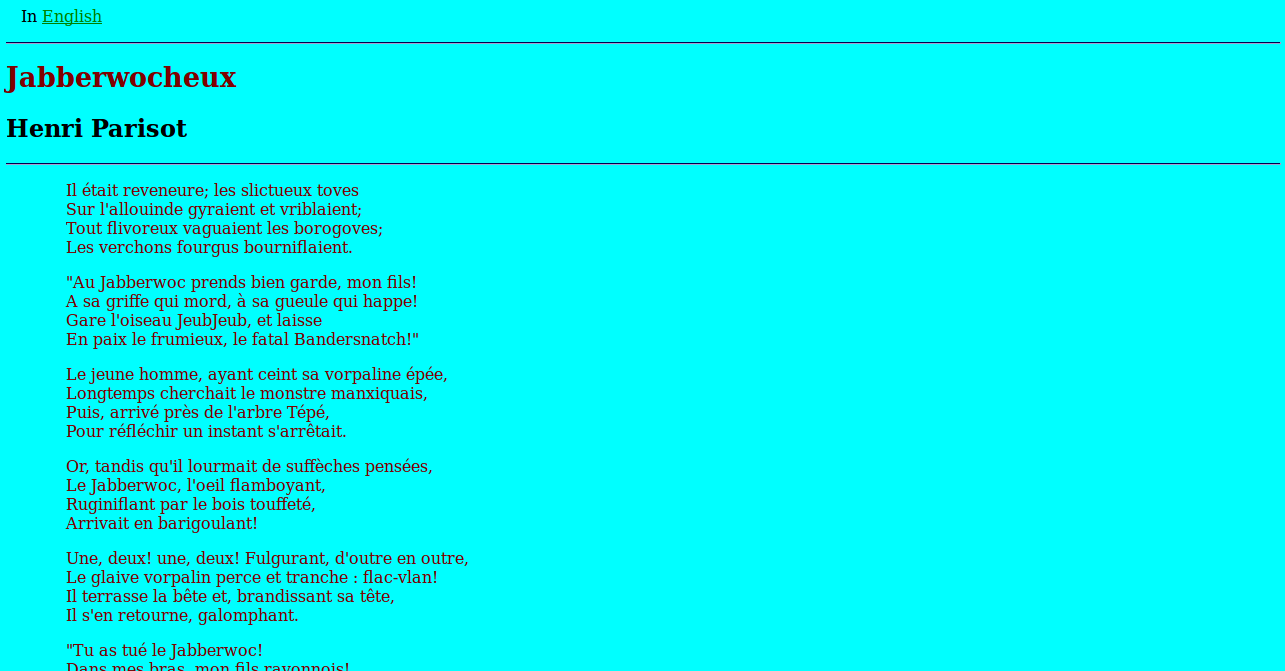 In English
Jabberwocheux
Henri Parisot
Il était reveneure; les slictueux toves
Sur l'allouinde gyraient et vriblaient;
Tout flivoreux vaguaient les borogoves;
Les verchons fourgus bourniflaient.
"Au Jabberwoc prends bien garde, mon fils!
A sa griffe qui mord, à sa gueule qui happe!
Gare l'oiseau JeubJeub, et laisse
En paix le frumieux, le fatal Bandersnatch!"
Le jeune homme, ayant ceint sa vorpaline épée,
Longtemps cherchait le monstre manxiquais,
Puis, arrivé près de l'arbre Tépé,
Pour réfléchir un instant s'arrêtait.
Or, tandis qu'il lourmait de suffèches pensées,
Le Jabberwoc, l'oeil flamboyant,
Ruginiflant par le bois touffeté,
Arrivait en barigoulant!
Une, deux! une, deux! Fulgurant, d'outre en outre,
Le glaive vorpalin perce et tranche : flac-vlan!
Il terrasse la bête et, brandissant sa tête,
Il s'en retourne, galomphant.
"Tu as tué le Jabberwoc!
Dans mes bras, mon fils rayonnois!